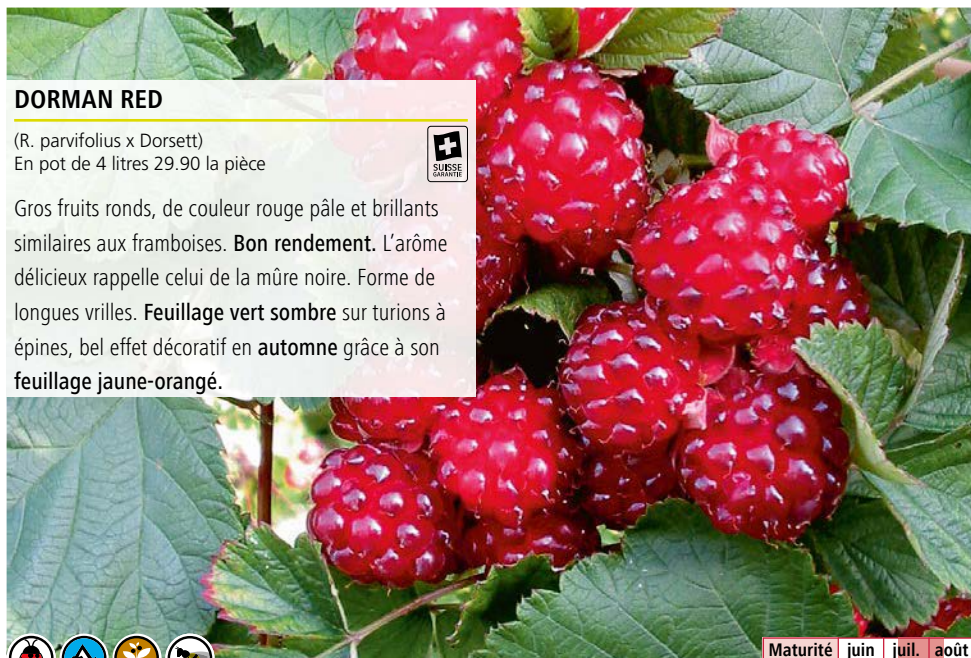 DORMAN RED
(R. parvifolius x Dorsett)
En pot de 4 litres 29.90 la pièce
SUISSE
GARANTIE
Gros fruits ronds, de couleur rouge pâle et brillants
similaires aux framboises. Bon rendement. L’arôme
délicieux rappelle celui de la mûre noire. Forme de
longues vrilles. Feuillage vert sombre sur turions à
épines, bel effet décoratif en automne grâce à son
feuillage jaune-orangé.
Maturité juin juil. août